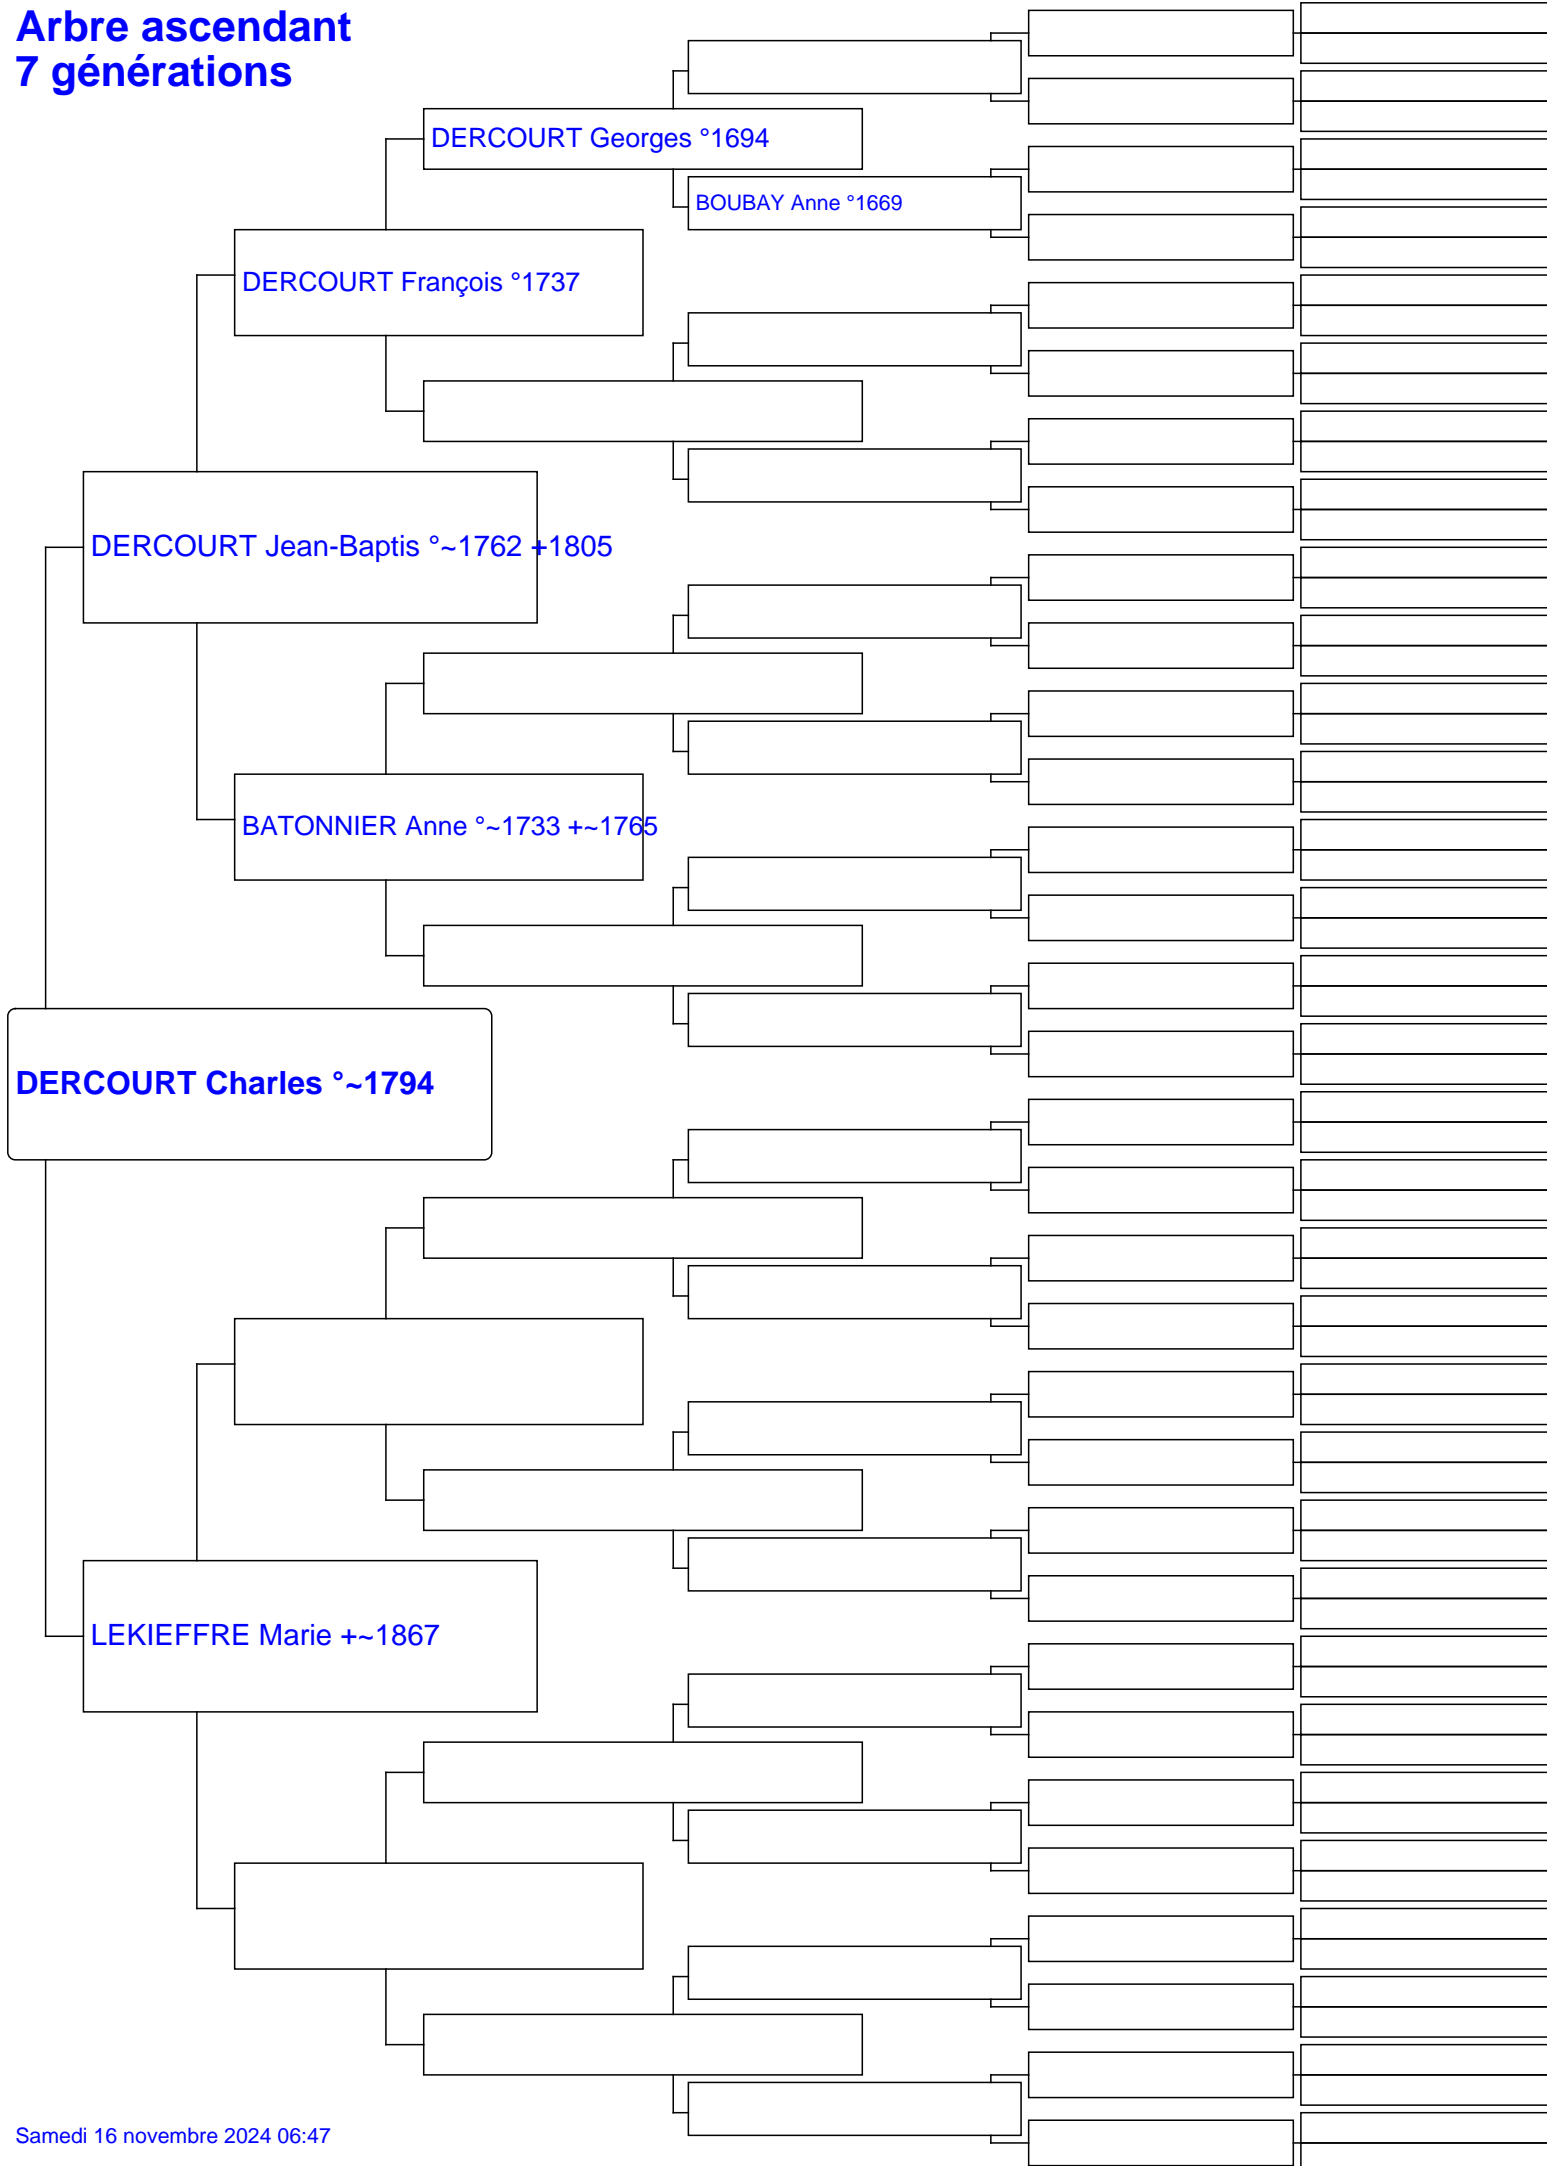 Arbre ascendant
7 générations
DERCOURT Georges °1694
BOUBAY Anne °1669
DERCOURT François °1737
DERCOURT Jean-Baptis °~1762 +1805
BATONNIER Anne °~1733 +~1765
DERCOURT Charles °~1794
LEKIEFFRE Marie +~1867
Samedi 16 novembre 2024 06:47